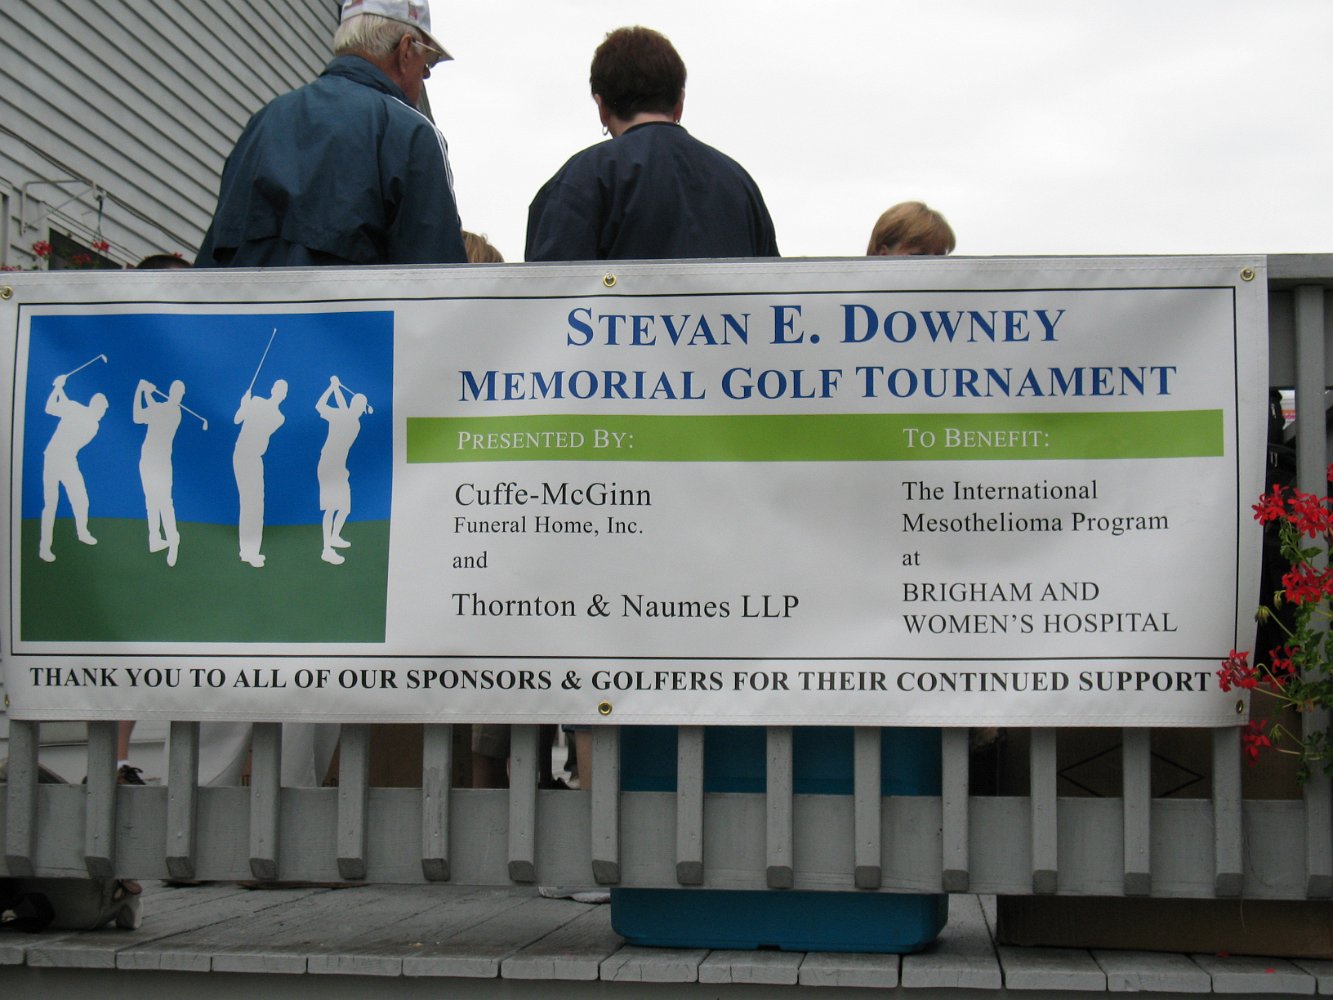 STEVAN E. DOWNEY
MEMORIAL GOLF TOURNAMENT
PRESENTED BY:
Cuffe-McGinn
Funeral Home, Inc.
and
Thornton & Naumes LLP
TO BENEFIT:
The International
Mesothelioma Program
at
BRIGHAM AND
WOMEN'S HOSPITAL
THANK YOU TO ALL OF OUR SPONSORS & GOLFERS FOR THEIR CONTINUED SUPPORT